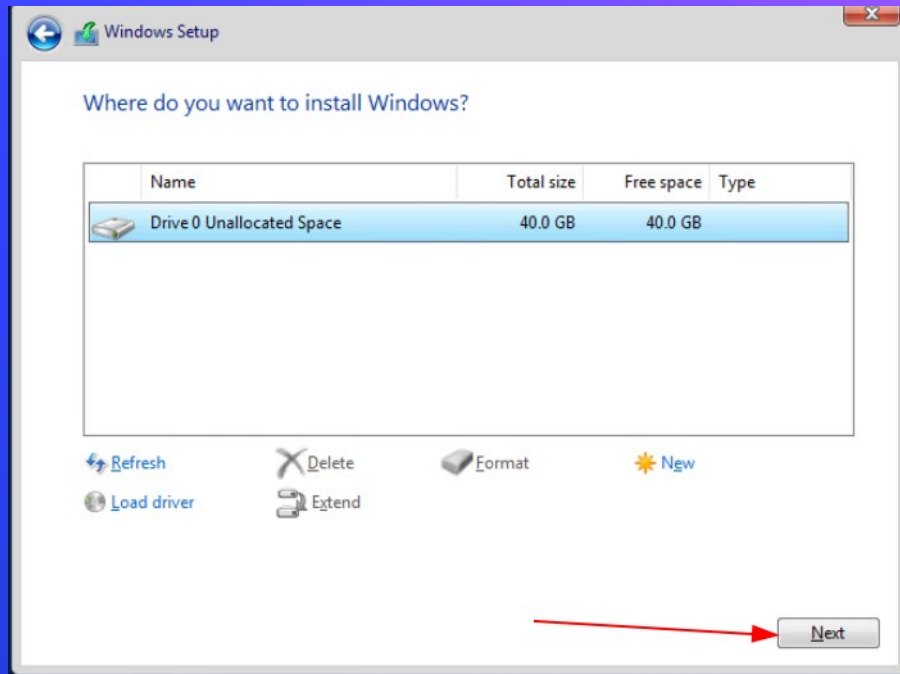 Windows Setup
Where do you want to install Windows?
Name Total size Free space Type
Drive 0 Unallocated Space 40.0 GB 40.0 GB
Refresh Delete Format New
Load driver Extend
Next